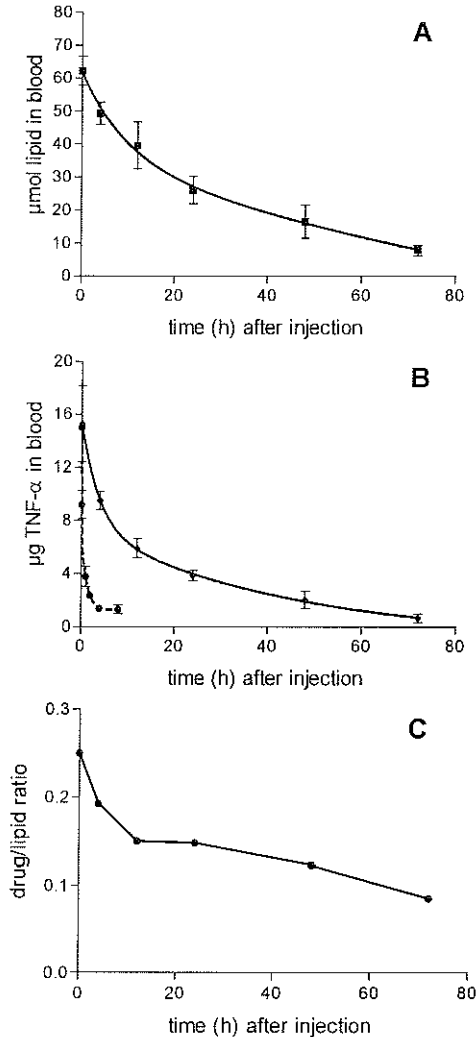 A
80
70
60
50
40
30
20
10
0
µmol lipid in blood
0 20 40 60 80
time (h) after injection
B
20
16
12
8
4
0
µg TNF-α in blood
0 20 40 60 80
time (h) after injection
C
0.3
0.2
0.1
0.0
drug/lipid ratio
0 20 40 60 80
time (h) after injection